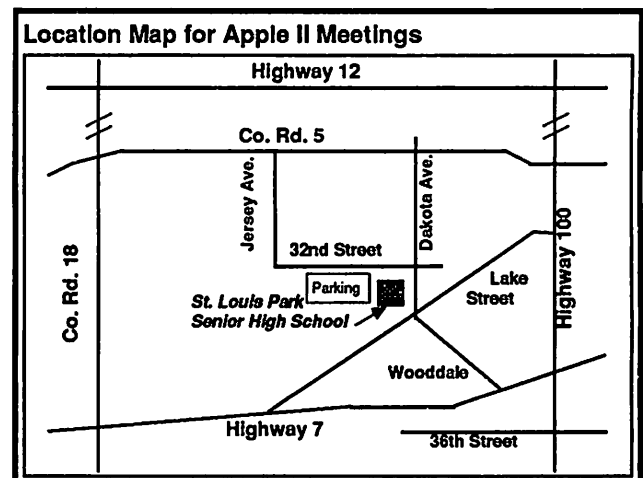 Location Map for Apple II Meetings
Highway 12
Co. Rd. 5
Jersey Ave.
Dakota Ave.
32nd Street
Parking
St. Louis Park
Senior High School
Lake
Street
Highway 100
Co. Rd. 18
Wooddale
Highway 7
36th Street